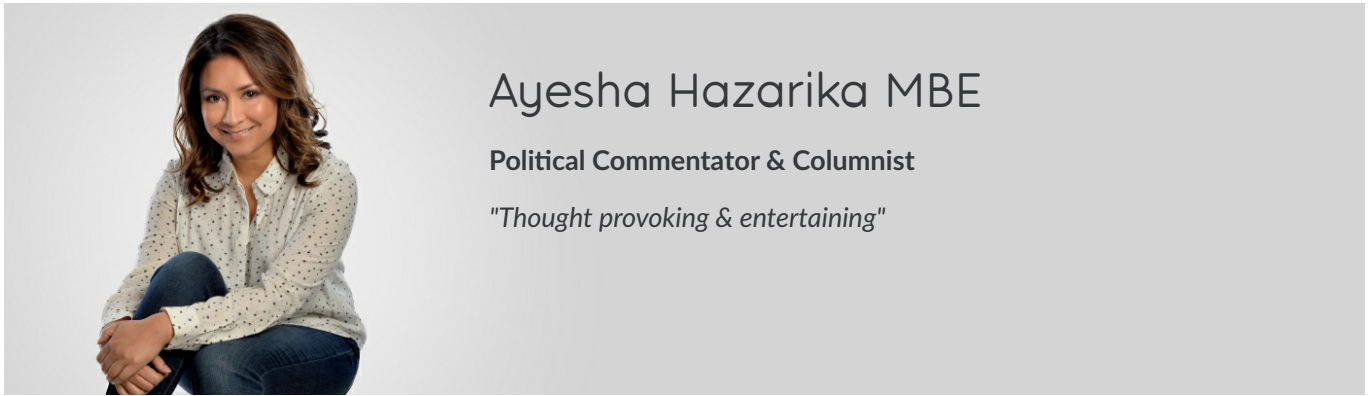 Ayesha Hazarika MBE
Political Commentator & Columnist
"Thought provoking & entertaining"